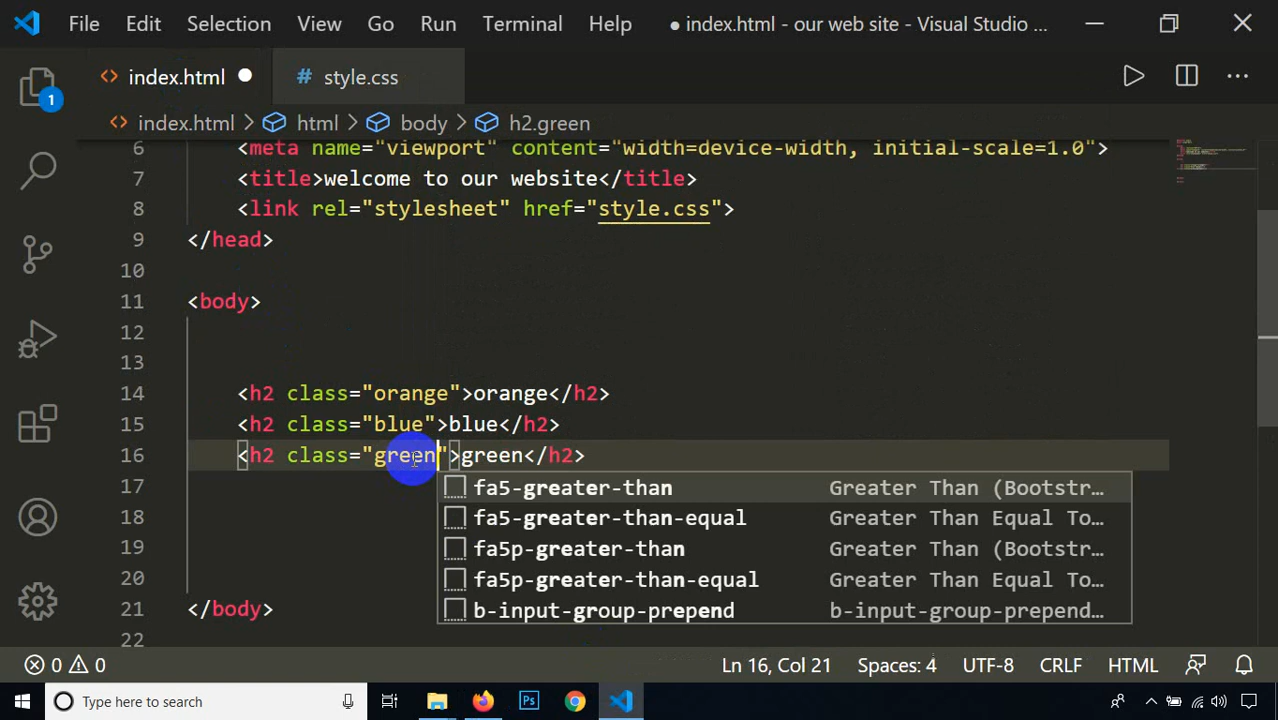 File Edit Selection View Go Run Terminal Help ● index.html - our web site - Visual Studio ...
index.html ● # style.css
1
index.html > html > body > h2.green
6 <meta name="viewport" content="width=device-width, initial-scale=1.0">
7 <title>welcome to our website</title>
8 <link rel="stylesheet" href="style.css">
9 </head>
10
11 <body>
12
13
14 <h2 class="orange">orange</h2>
15 <h2 class="blue">blue</h2>
16 <h2 class="green">green</h2>
17 fa5-greater-than Greater Than (Bootstr...
18 fa5-greater-than-equal Greater Than Equal To...
19 fa5p-greater-than Greater Than (Bootstr...
20 fa5p-greater-than-equal Greater Than Equal To...
21 </body> b-input-group-prepend b-input-group-prepend...
22
0 0 Ln 16, Col 21 Spaces: 4 UTF-8 CRLF HTML
Type here to search Ps